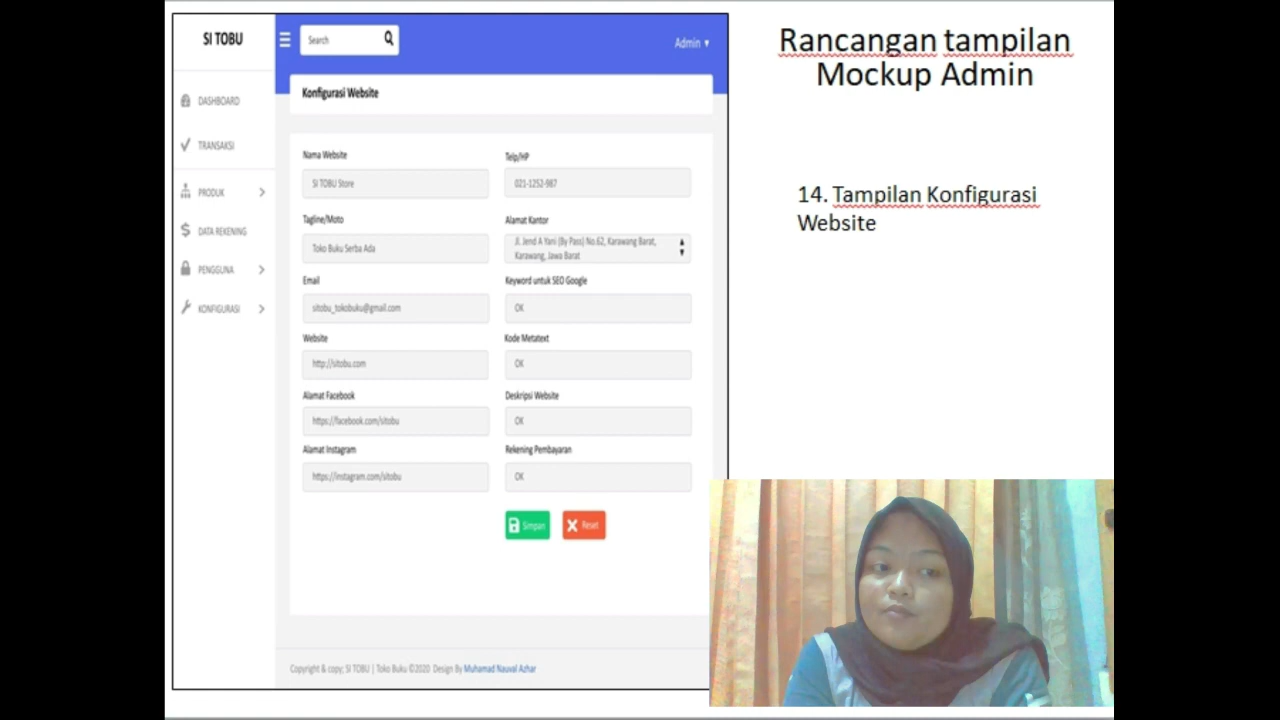 SI TOBU
Search
Admin ▾
Konfigurasi Website
DASHBOARD
TRANSAKSI
PRODUK
DATA REKENING
PENGGUNA
KONFIGURASI
Nama Website
SI TOBU Store
Telp/HP
021-1252-987
Tagline/Moto
Toko Buku Serba Ada
Alamat Kantor
Jl. Jend A Yani (By Pass) No.62, Karawang Barat,
Karawang, Jawa Barat
Email
sitobu_tokobuku@gmail.com
Keyword untuk SEO Google
OK
Website
http://sitobu.com
Kode Metatext
OK
Alamat Facebook
https://facebook.com/sitobu
Deskripsi Website
OK
Alamat Instagram
https://instagram.com/sitobu
Rekening Pembayaran
OK
Simpan
Reset
Copyright & copy; SI TOBU | Toko Buku ©2020 Design By Muhamad Nauval Azhar
Rancangan tampilan
Mockup Admin
14. Tampilan Konfigurasi
Website